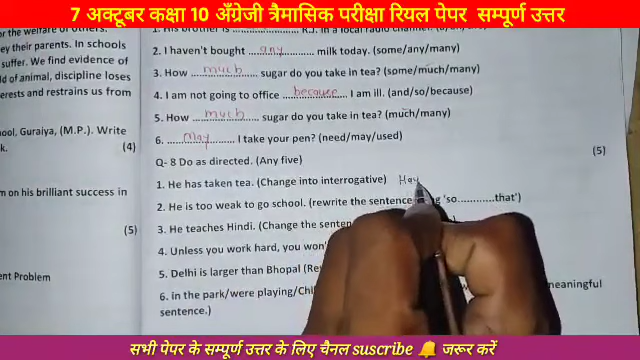 7 अक्टूबर कक्षा 10 अँग्रेजी त्रैमासिक परीक्षा रियल पेपर सम्पूर्ण उत्तर
or the welfare of others.
ey their parents. In schools
suffer. We find evidence of
ld of animal, discipline loses
erests and restrains us from
ool, Guraiya, (M.P.). Write
k. (4)
m on his brilliant success in
(5)
ent Problem
1. His brother is ........................ R.J. in a local radio channel.
2. I haven't bought ....any............ milk today. (some/any/many)
3. How ....much............ sugar do you take in tea? (some/much/many)
4. I am not going to office ....because.... I am ill. (and/so/because)
5. How ....much............ sugar do you take in tea? (much/many)
6. ....may............ I take your pen? (need/may/used)
Q- 8 Do as directed. (Any five) (5)
1. He has taken tea. (Change into interrogative) Ha
2. He is too weak to go school. (rewrite the sentence 'so............that')
3. He teaches Hindi. (Change the
4. Unless you work hard, you won'
5. Delhi is larger than Bhopal
6. in the park/were playing/ meaningful
sentence.)
सभी पेपर के सम्पूर्ण उत्तर के लिए चैनल suscribe 🔔 जरूर करें